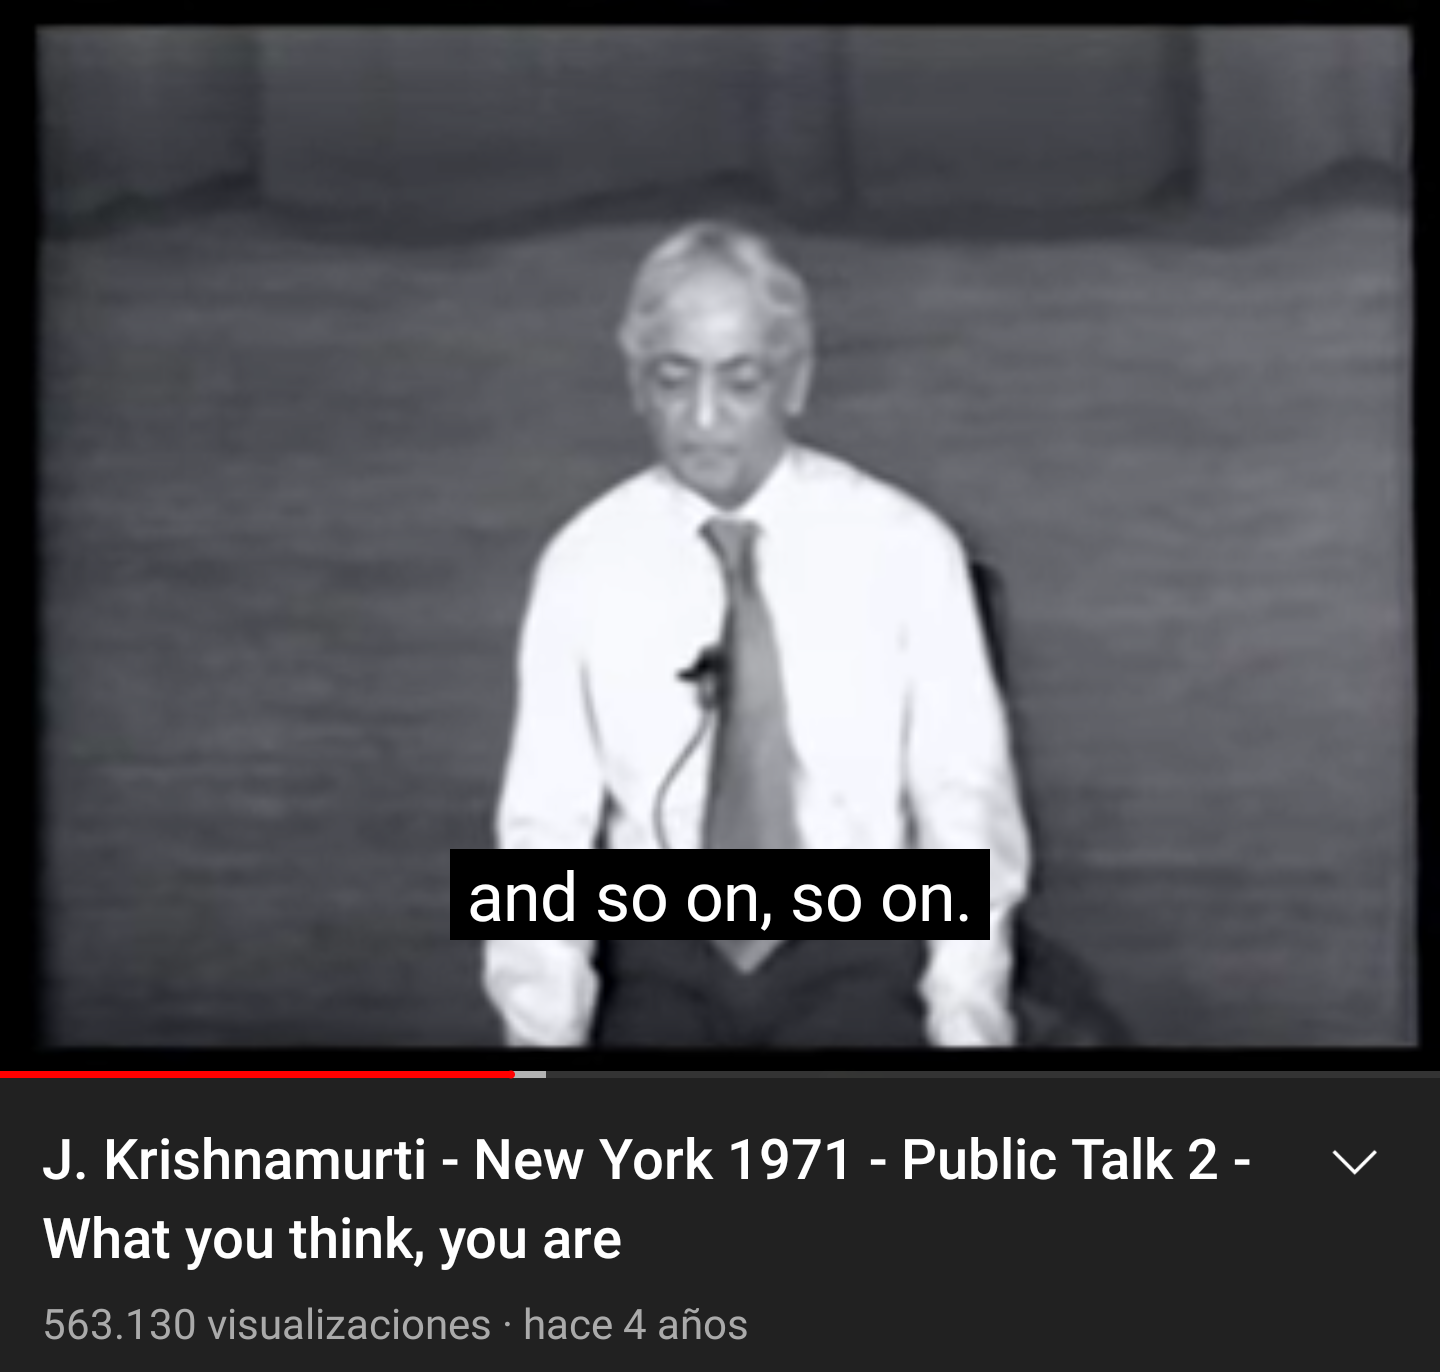 and so on, so on.
J. Krishnamurti - New York 1971 - Public Talk 2 -
What you think, you are
563.130 visualizaciones · hace 4 años